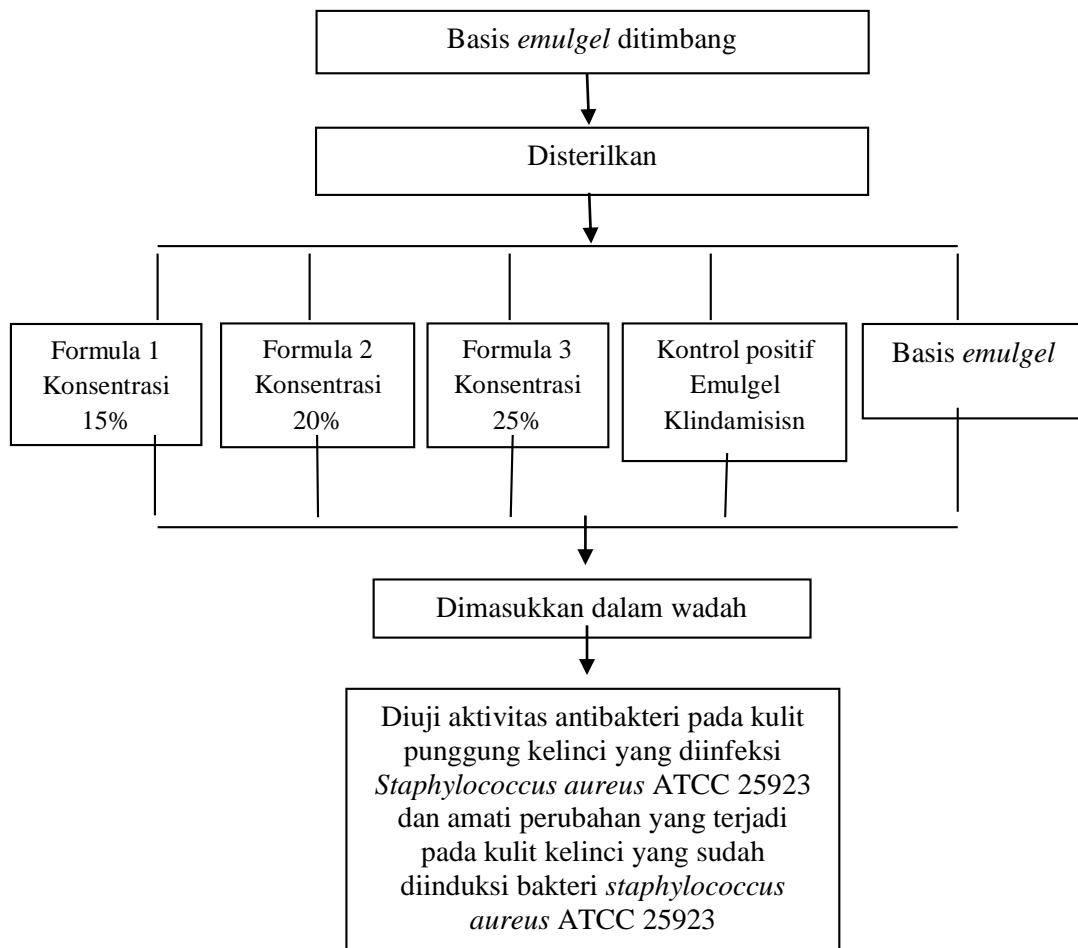 Basis emulgel ditimbang
Disterilkan
Formula 1
Konsentrasi
15%
Formula 2
Konsentrasi
20%
Formula 3
Konsentrasi
25%
Kontrol positif
Emulgel
Klindamisisn
Basis emulgel
Dimasukkan dalam wadah
Diuji aktivitas antibakteri pada kulit
punggung kelinci yang diinfeksi
Staphylococcus aureus ATCC 25923
dan amati perubahan yang terjadi
pada kulit kelinci yang sudah
diinduksi bakteri staphylococcus
aureus ATCC 25923